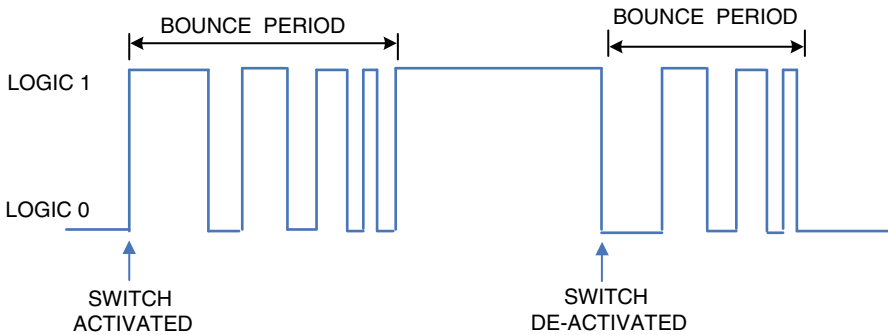 BOUNCE PERIOD
BOUNCE PERIOD
LOGIC 1
LOGIC 0
SWITCH
ACTIVATED
SWITCH
DE-ACTIVATED